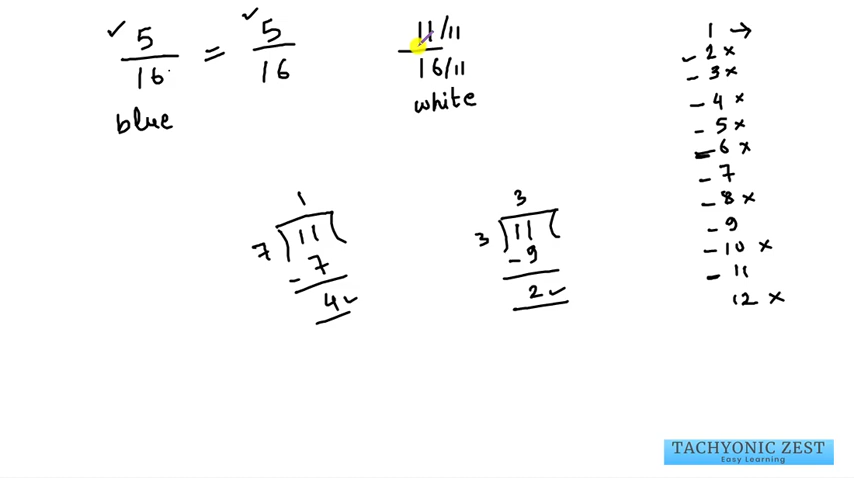 ✓ 5/16 = ✓ 5/16
blue
11/11
16/11
white
1
7 ) 11 (
- 7
4 ✓
3
3 ) 11 (
- 9
2 ✓
1 →
✓ 2 ×
- 3 ×
- 4 ×
- 5 ×
- 6 ×
- 7
- 8 ×
- 9
- 10 ×
- 11
12 ×
TACHYONIC ZEST
Easy Learning